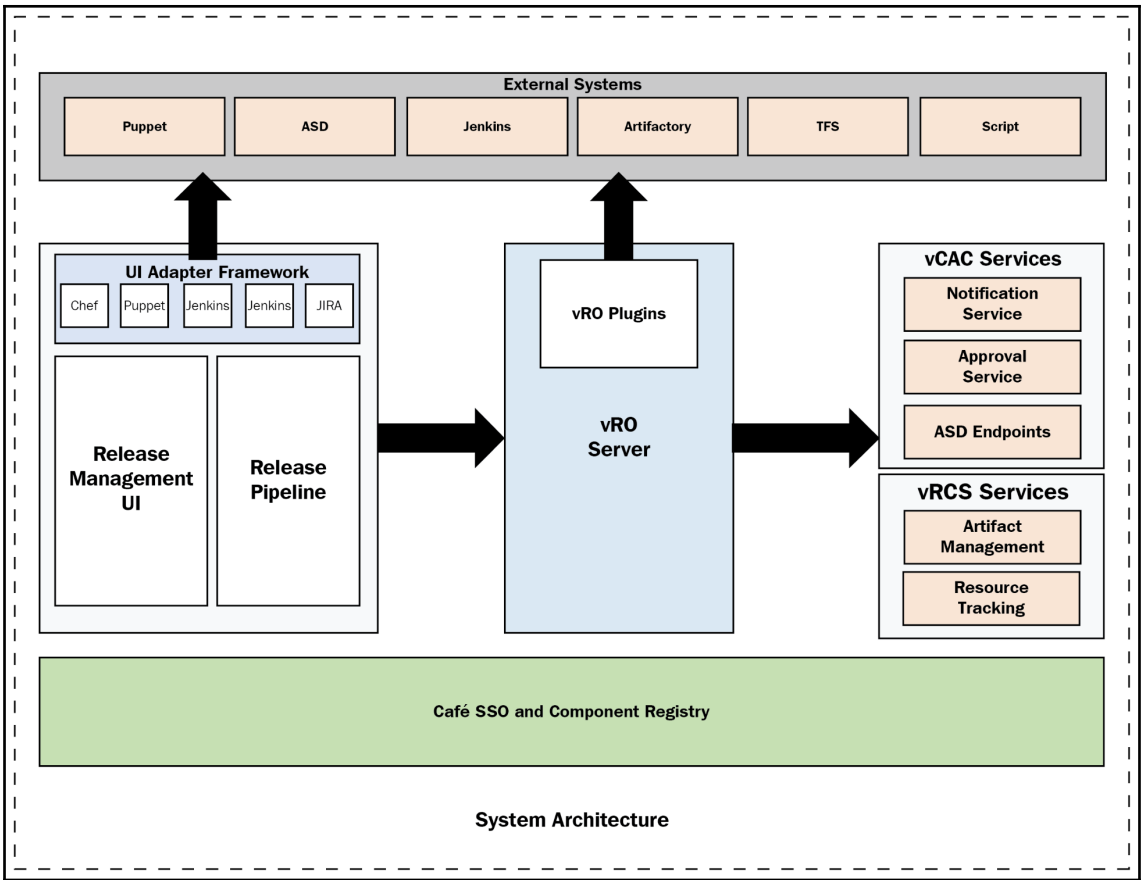 External Systems
Puppet
ASD
Jenkins
Artifactory
TFS
Script
UI Adapter Framework
Chef
Puppet
Jenkins
Jenkins
JIRA
Release
Management
UI
Release
Pipeline
vRO Plugins
vRO
Server
vCAC Services
Notification
Service
Approval
Service
ASD Endpoints
vRCS Services
Artifact
Management
Resource
Tracking
Café SSO and Component Registry
System Architecture